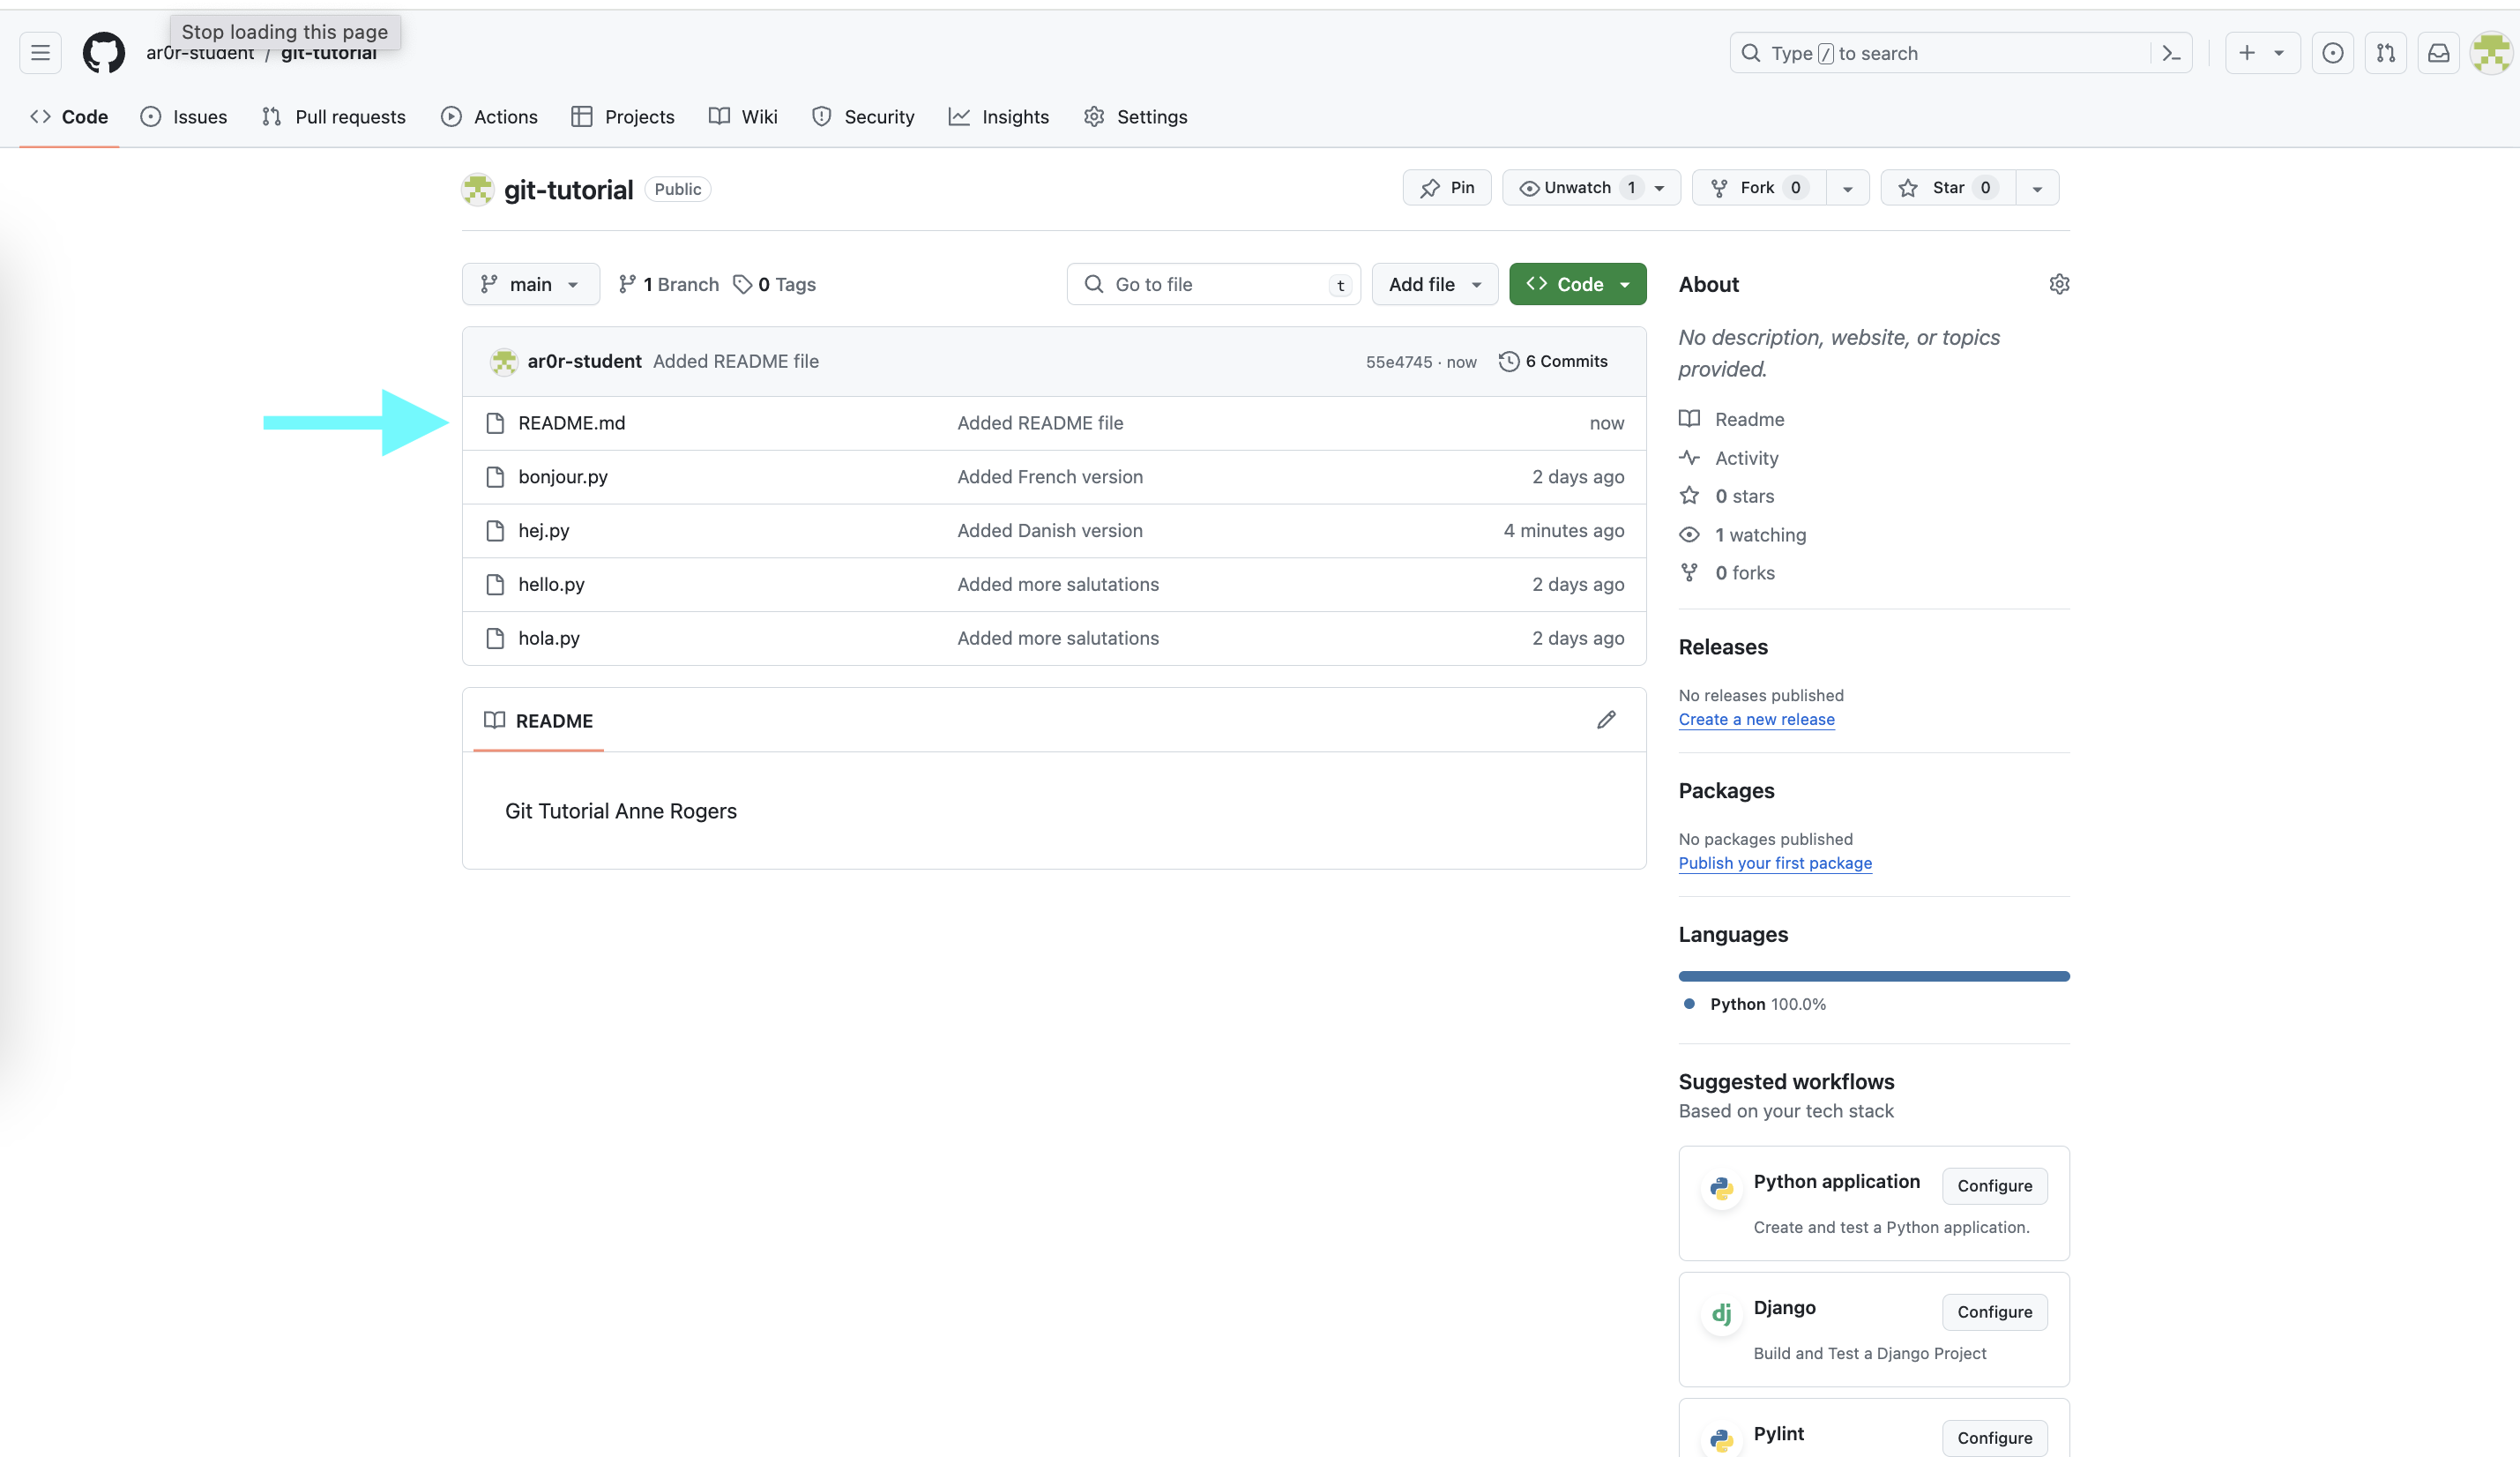 Stop loading this page
ar0r-student / git-tutorial
Type / to search
Code
Issues
Pull requests
Actions
Projects
Wiki
Security
Insights
Settings
git-tutorial Public
Pin
Unwatch 1
Fork 0
Star 0
main
1 Branch
0 Tags
Go to file t
Add file
Code
ar0r-student Added README file 55e4745 · now 6 Commits
README.md Added README file now
bonjour.py Added French version 2 days ago
hej.py Added Danish version 4 minutes ago
hello.py Added more salutations 2 days ago
hola.py Added more salutations 2 days ago
README
Git Tutorial Anne Rogers
About
No description, website, or topics
provided.
Readme
Activity
0 stars
1 watching
0 forks
Releases
No releases published
Create a new release
Packages
No packages published
Publish your first package
Languages
Python 100.0%
Suggested workflows
Based on your tech stack
Python application Configure
Create and test a Python application.
dj Django Configure
Build and Test a Django Project
Pylint Configure